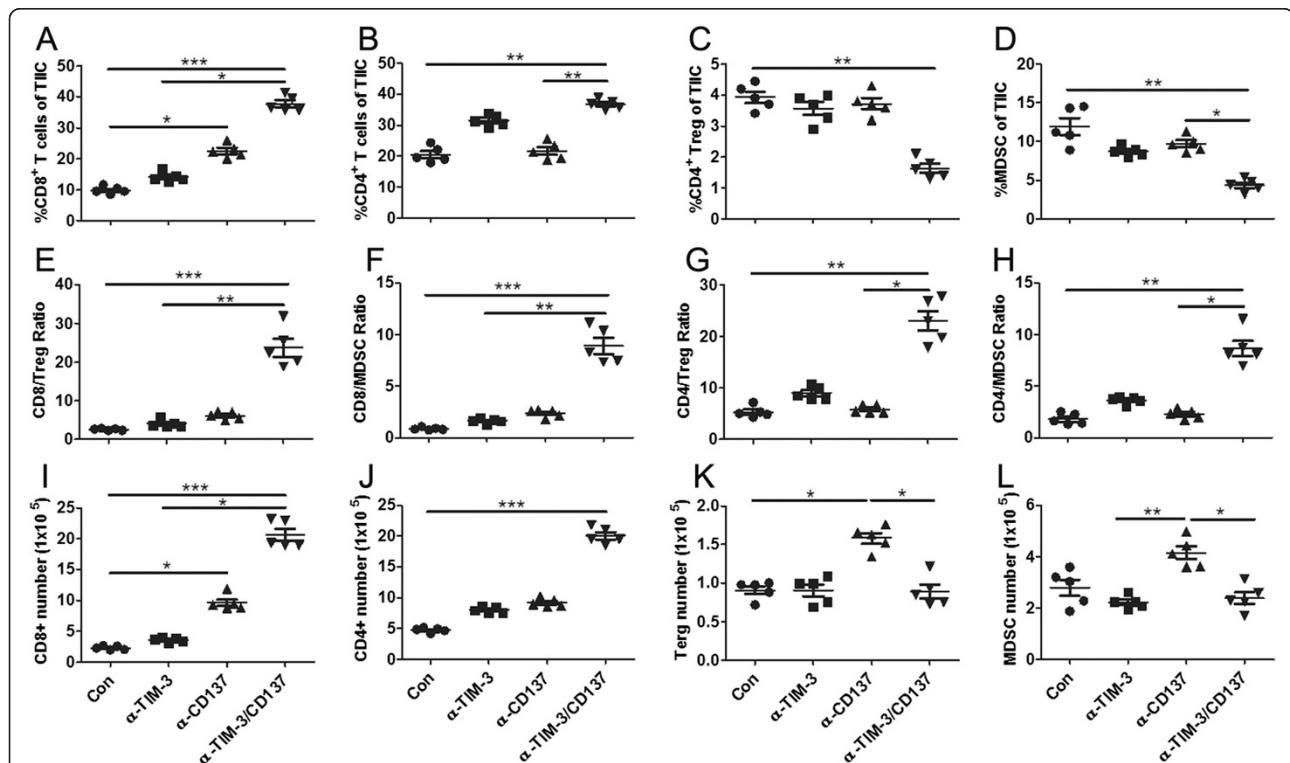 A
%CD8+ T cells of TIIC
50
40
30
20
10
0
***
*
*
B
%CD4+ T cells of TIIC
50
40
30
20
10
0
**
**
C
%CD4+ Treg of TIIC
5
4
3
2
1
0
**
D
%MDSC of TIIC
20
15
10
5
0
**
*
E
CD8/Treg Ratio
40
30
20
10
0
***
**
F
CD8/MDSC Ratio
15
10
5
0
***
**
G
CD4/Treg Ratio
30
20
10
0
**
*
H
CD4/MDSC Ratio
15
10
5
0
**
*
I
CD8+ number (1x10 5)
25
20
15
10
5
0
***
*
*
J
CD4+ number (1x10 5)
25
20
15
10
5
0
***
K
Terg number (1x10 5)
2.0
1.5
1.0
0.5
0.0
*
*
L
MDSC number (1x10 5)
6
4
2
0
**
*
Con
α-TIM-3
α-CD137
α-TIM-3/CD137
Con
α-TIM-3
α-CD137
α-TIM-3/CD137
Con
α-TIM-3
α-CD137
α-TIM-3/CD137
Con
α-TIM-3
α-CD137
α-TIM-3/CD137